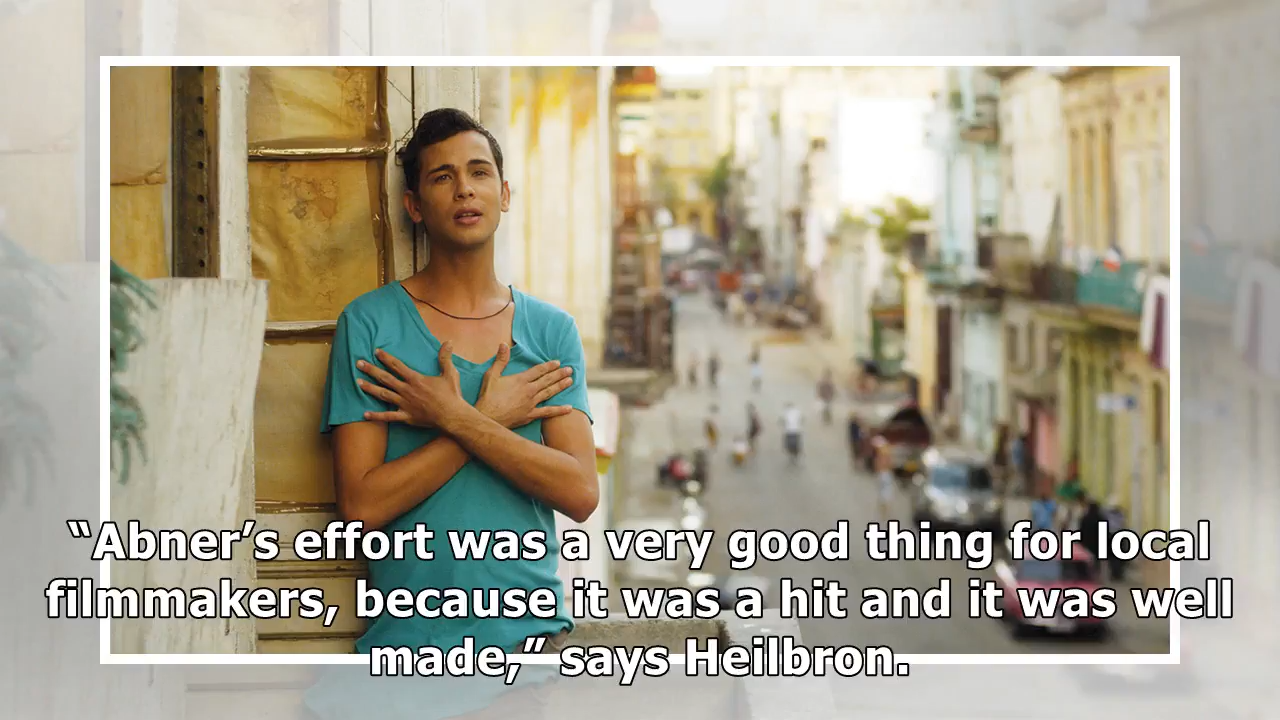 “Abner’s effort was a very good thing for local
filmmakers, because it was a hit and it was well
made,” says Heilbron.